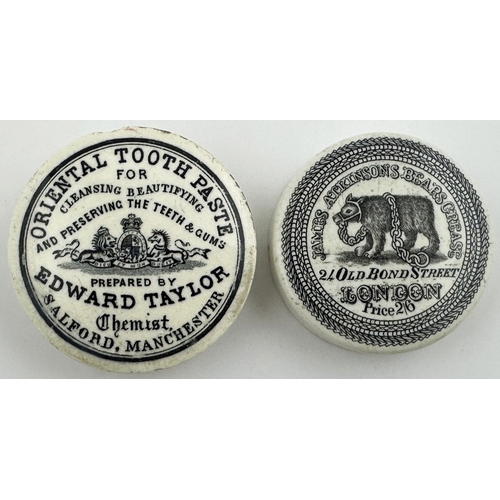 ORIENTAL TOOTH PASTE
FOR
CLEANSING BEAUTIFYING
AND PRESERVING THE TEETH & GUMS
PREPARED BY
EDWARD TAYLOR
Chemist
SALFORD, MANCHESTER
JAMES ATKINSON'S BEARS GREASE
24 OLD BOND STREET
LONDON
Price 2/6